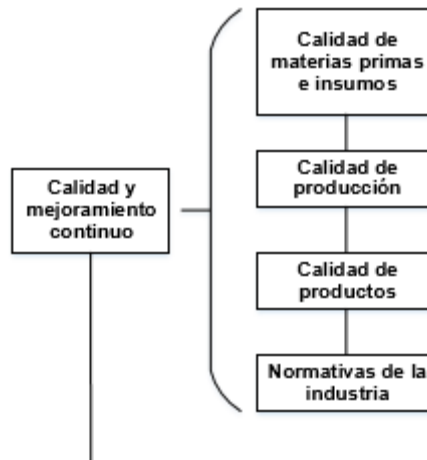 Calidad y
mejoramiento
continuo
Calidad de
materias primas
e insumos
Calidad de
producción
Calidad de
productos
Normativas de la
industria